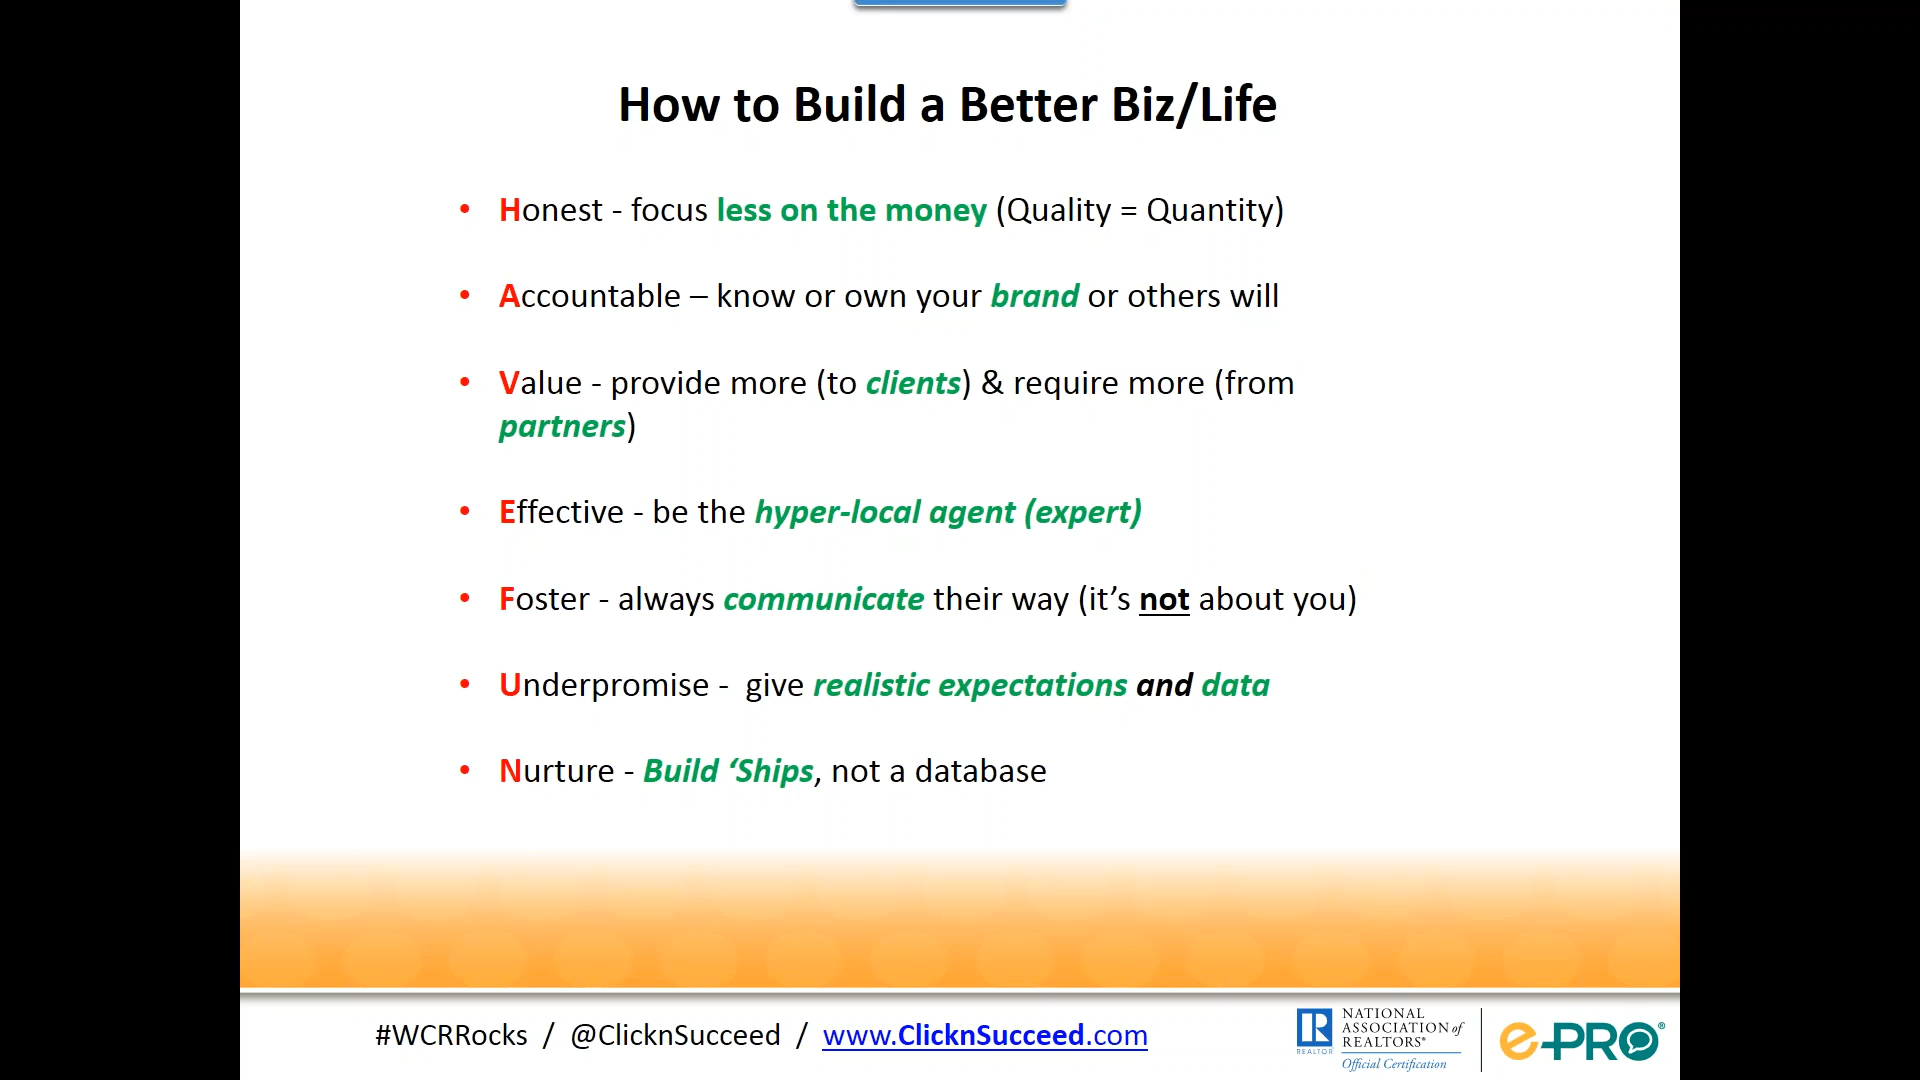 How to Build a Better Biz/Life
• Honest - focus less on the money (Quality = Quantity)
• Accountable – know or own your brand or others will
• Value - provide more (to clients) & require more (from
partners)
• Effective - be the hyper-local agent (expert)
• Foster - always communicate their way (it’s not about you)
• Underpromise -  give realistic expectations and data
• Nurture - Build ‘Ships, not a database
#WCRRocks / @ClicknSucceed / www.ClicknSucceed.com
R
REALTOR
NATIONAL
ASSOCIATION of
REALTORS®
Official Certification
e-PRO®